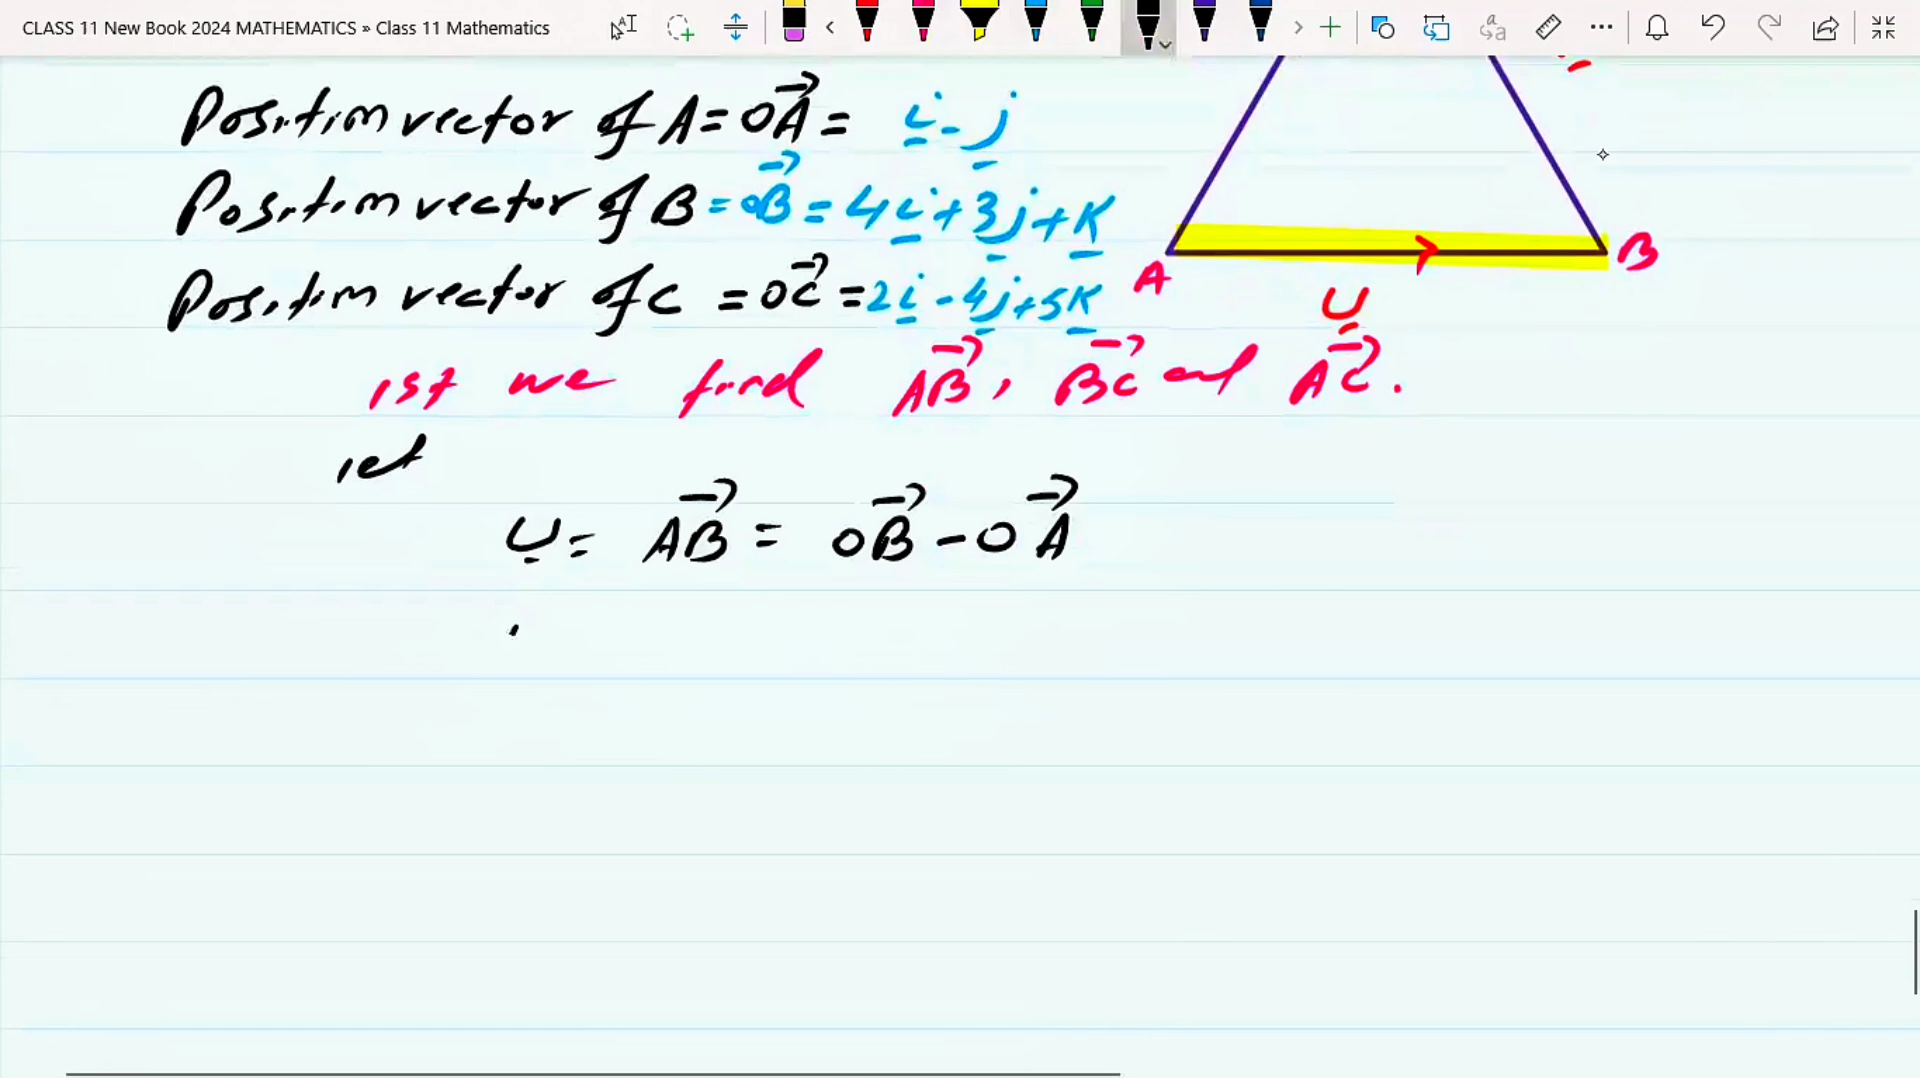 CLASS 11 New Book 2024 MATHEMATICS » Class 11 Mathematics
Position vector of A = OA⃗ = i - j
Position vector of B = OB⃗ = 4i + 3j + K
Position vector of C = OC⃗ = 2i - 4j + 5K
A
B
U
1st we find AB⃗, BC⃗ and AC⃗.
let
U = AB⃗ = OB⃗ - OA⃗